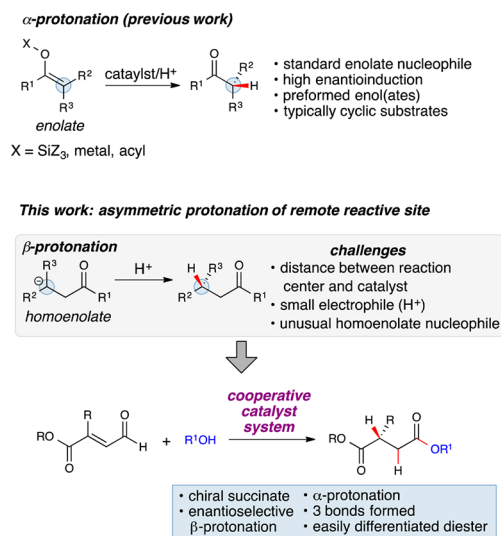 α-protonation (previous work)
X
O
R¹
R²
R³
enolate
cataylst/H⁺
O
R¹
R²
H
R³
• standard enolate nucleophile
• high enantioinduction
• preformed enol(ates)
• typically cyclic substrates
X = SiZ₃, metal, acyl
This work: asymmetric protonation of remote reactive site
β-protonation
R³
O
⊖
R²
R¹
homoenolate
H⁺
H
R³
O
R²
R¹
challenges
• distance between reaction
center and catalyst
• small electrophile (H⁺)
• unusual homoenolate nucleophile
R
O
RO
H
O
+
R¹OH
cooperative
catalyst
system
H
R
O
RO
OR¹
O
H
• chiral succinate
• enantioselective
β-protonation
• α-protonation
• 3 bonds formed
• easily differentiated diester